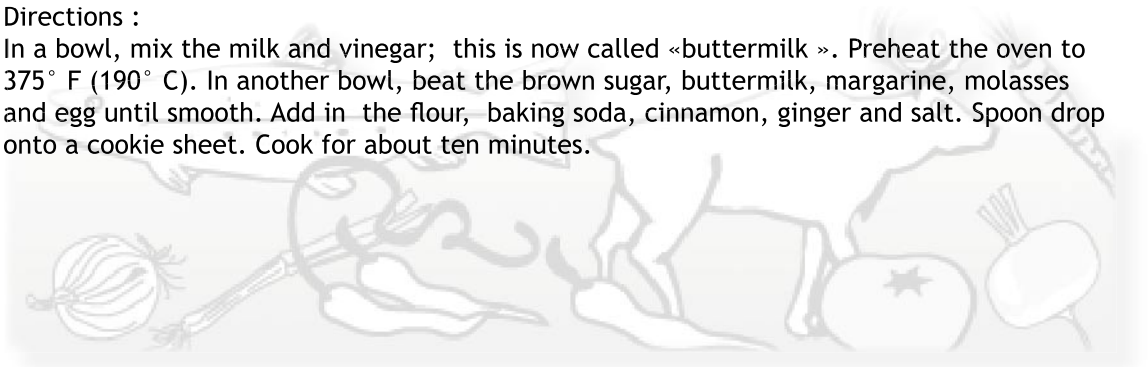 Directions :
In a bowl, mix the milk and vinegar;  this is now called «buttermilk ». Preheat the oven to
375° F (190° C). In another bowl, beat the brown sugar, buttermilk, margarine, molasses
and egg until smooth. Add in  the flour,  baking soda, cinnamon, ginger and salt. Spoon drop
onto a cookie sheet. Cook for about ten minutes.